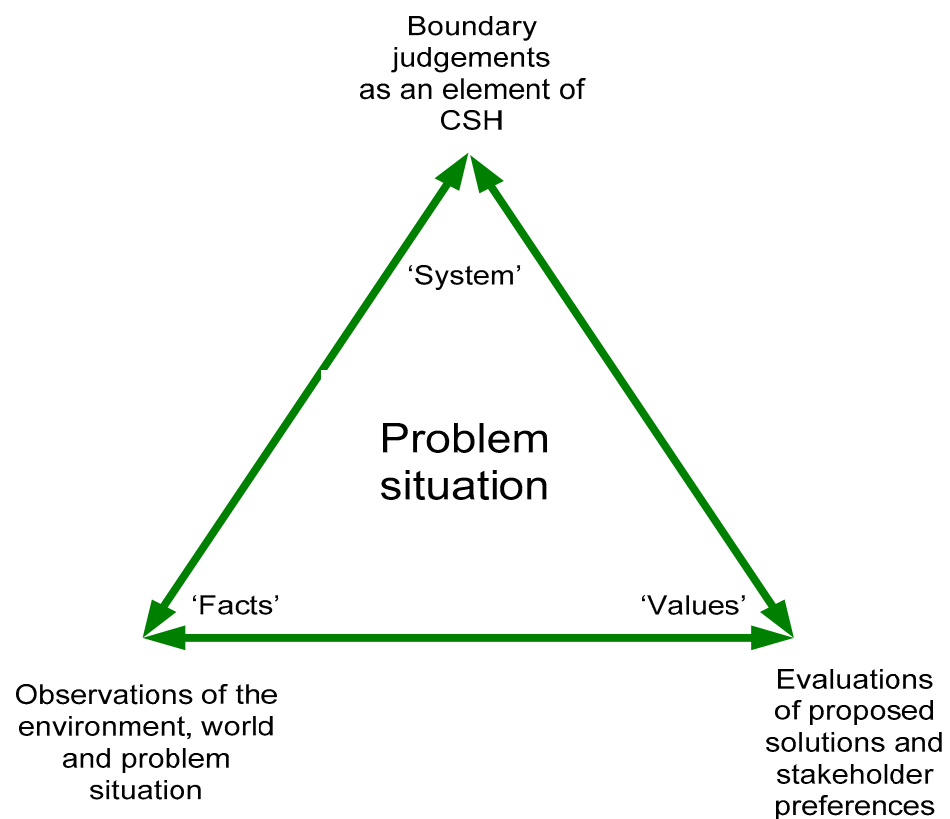 Boundary
judgements
as an element of
CSH
‘System’
Problem
situation
‘Facts’
‘Values’
Observations of the
environment, world
and problem
situation
Evaluations
of proposed
solutions and
stakeholder
preferences